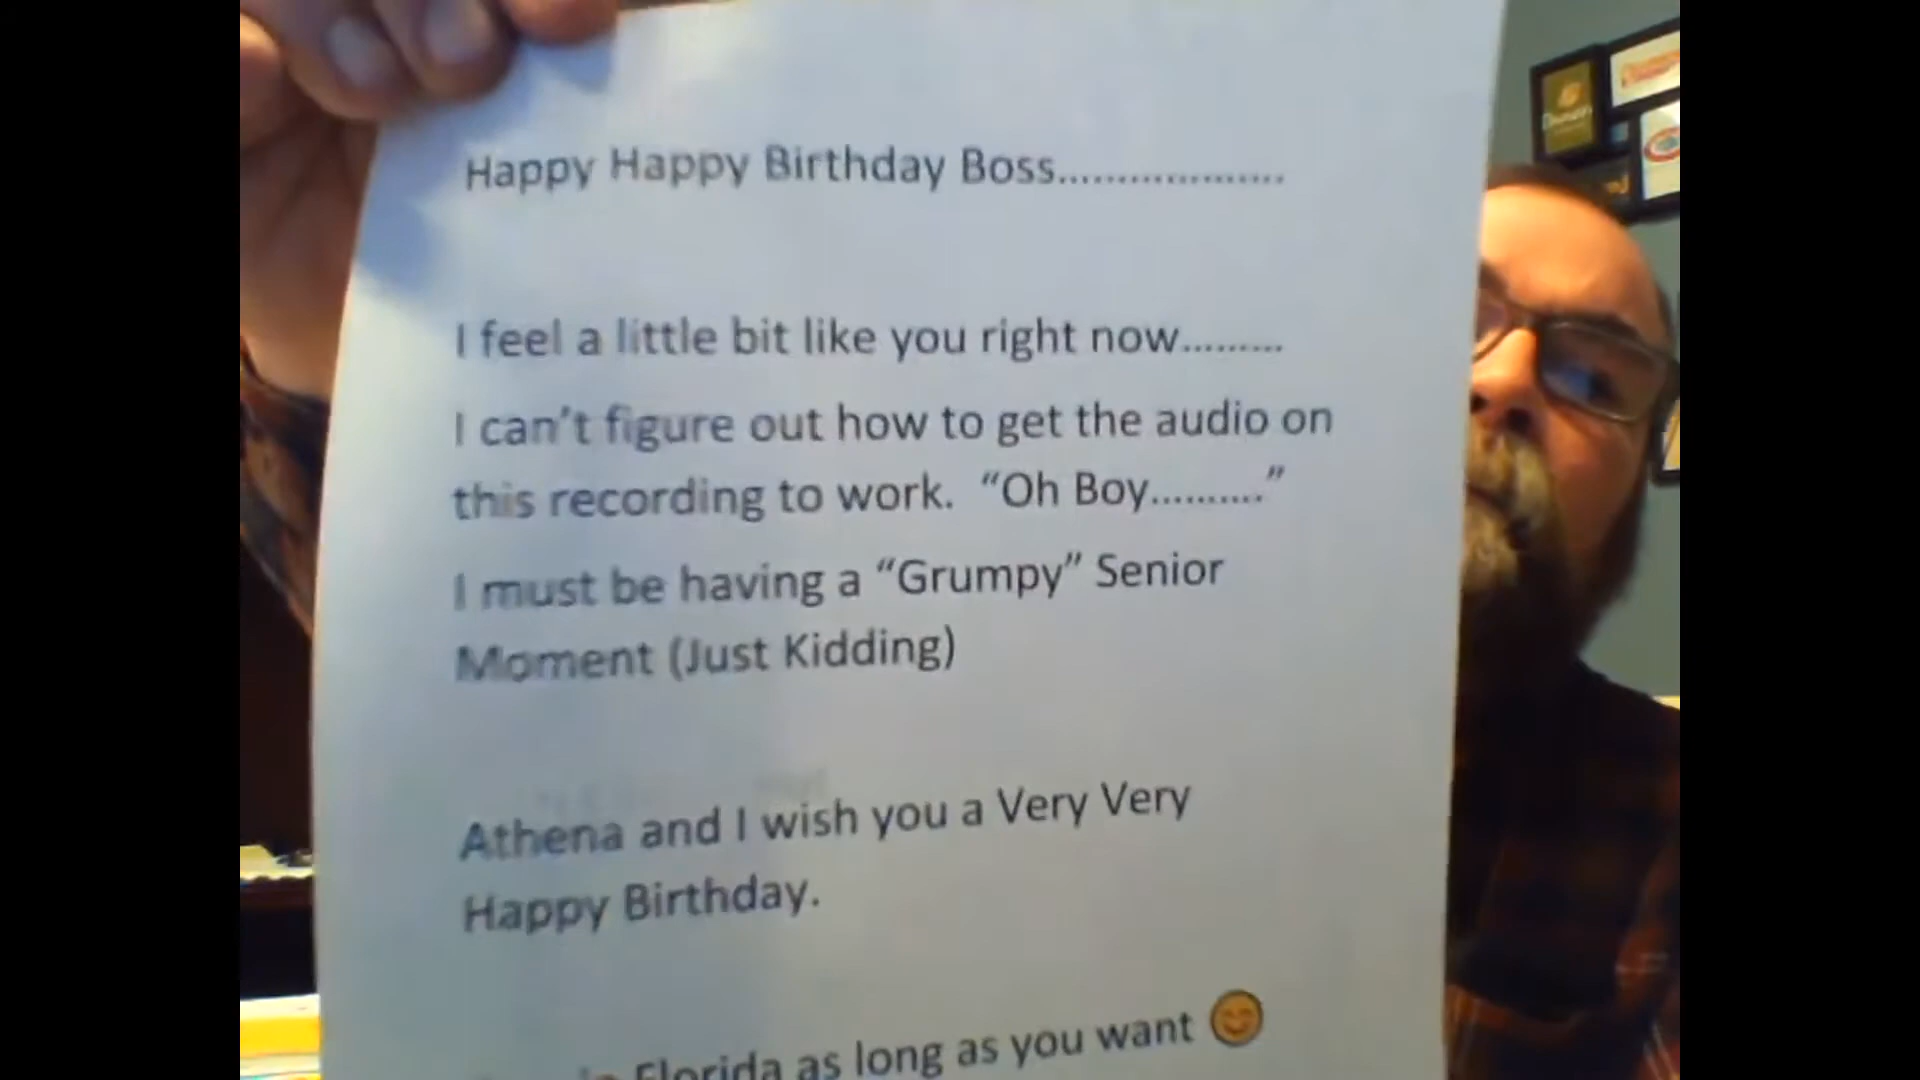 Happy Happy Birthday Boss...................
I feel a little bit like you right now.........
I can't figure out how to get the audio on
this recording to work. “Oh Boy..........”
I must be having a “Grumpy” Senior
Moment (Just Kidding)
Athena and I wish you a Very Very
Happy Birthday.
Florida as long as you want 😊